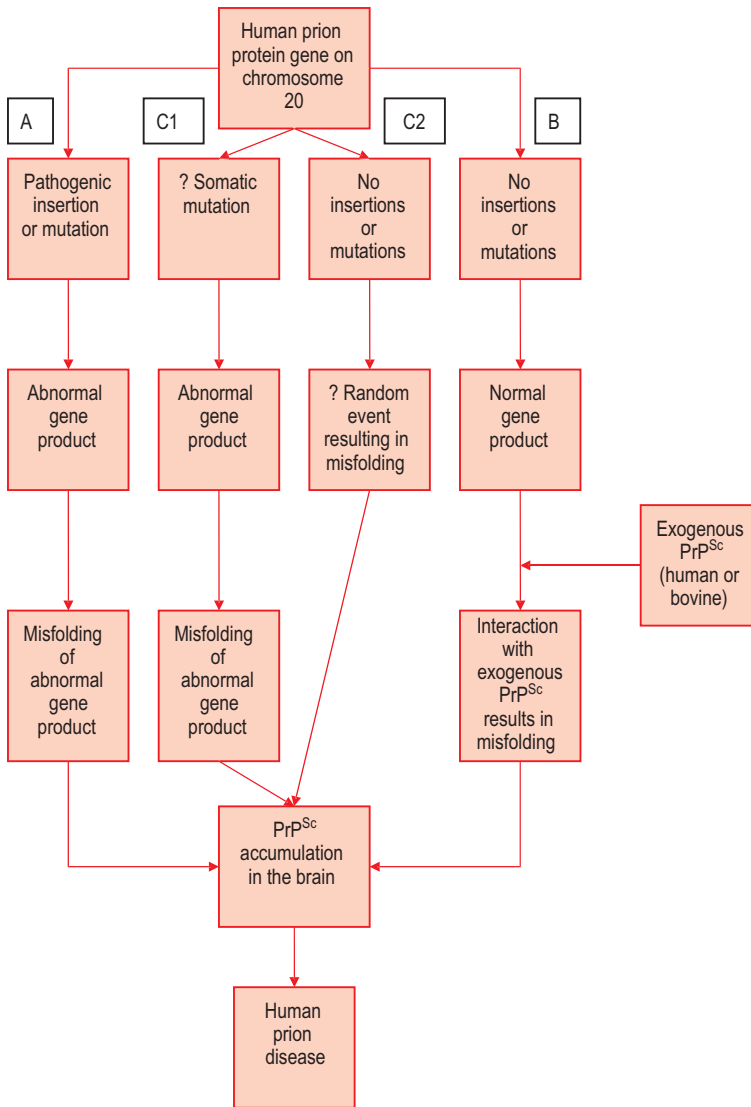 Human prion
protein gene on
chromosome
20
A
C1
C2
B
Pathogenic
insertion
or mutation
? Somatic
mutation
No
insertions
or
mutations
No
insertions
or
mutations
Abnormal
gene
product
Abnormal
gene
product
? Random
event
resulting in
misfolding
Normal
gene
product
Exogenous
PrPSc
(human or
bovine)
Misfolding
of
abnormal
gene
product
Misfolding
of abnormal
gene
product
Interaction
with
exogenous
PrPSc
results in
misfolding
PrPSc
accumulation
in the brain
Human
prion
disease